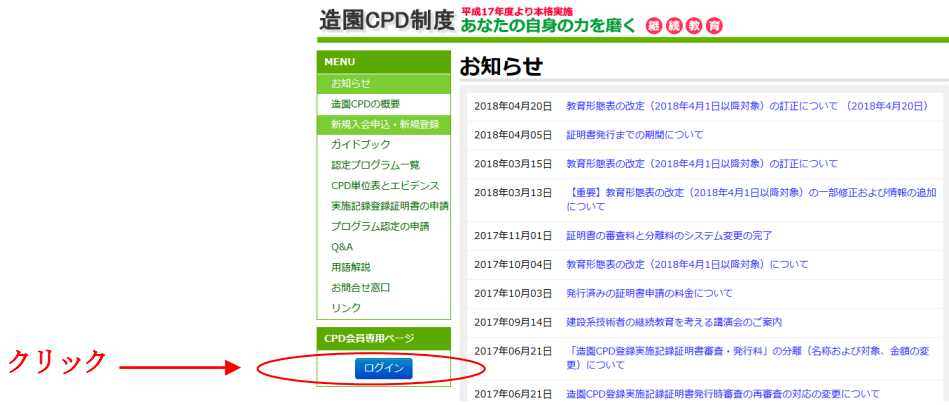 造園CPD制度
平成17年度より本格実施
あなたの自身の力を磨く 継続教育
MENU
お知らせ
造園CPDの概要
新規入会申込・新規登録
ガイドブック
認定プログラム一覧
CPD単位表とエビデンス
実施記録登録証明書の申請
プログラム認定の申請
Q&A
用語解説
お問合せ窓口
リンク
CPD会員専用ページ
ログイン
クリック
お知らせ
2018年04月20日 教育形態表の改定（2018年4月1日以降対象）の訂正について （2018年4月20日）
2018年04月05日 証明書発行までの期間について
2018年03月15日 教育形態表の改定（2018年4月1日以降対象）の訂正について
2018年03月13日 【重要】教育形態表の改定（2018年4月1日以降対象）の一部修正および情報の追加
について
2017年11月01日 証明書の審査料と分離料のシステム変更の完了
2017年10月04日 教育形態表の改定（2018年4月1日以降対象）について
2017年10月03日 発行済みの証明書申請の料金について
2017年09月14日 建設系技術者の継続教育を考える講演会のご案内
2017年06月21日 「造園CPD登録実施記録証明書審査・発行料」の分離（名称および対象、金額の変
更）について
2017年06月21日 造園CPD登録実施記録証明書発行時審査の再審査の対応の変更について